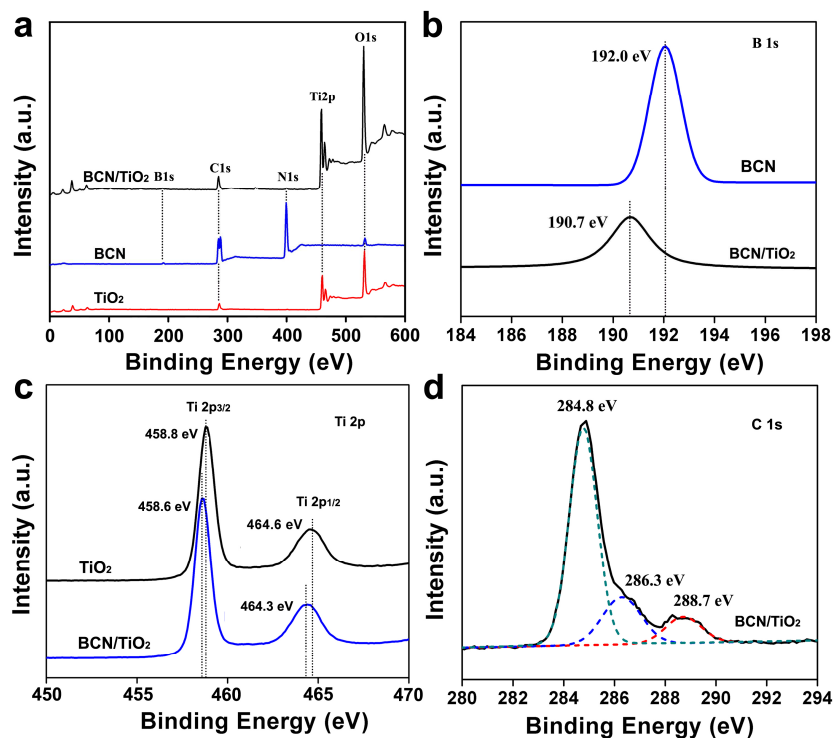 a
O1s
Ti2p
BCN/TiO₂
B1s
C1s
N1s
BCN
TiO₂
Intensity (a.u.)
0 100 200 300 400 500 600
Binding Energy (eV)
b
B 1s
192.0 eV
BCN
190.7 eV
BCN/TiO₂
Intensity (a.u.)
184 186 188 190 192 194 196 198
Binding Energy (eV)
c
Ti 2p3/2
Ti 2p
458.8 eV
458.6 eV
Ti 2p1/2
464.6 eV
TiO₂
464.3 eV
BCN/TiO₂
Intensity (a.u.)
450 455 460 465 470
Binding Energy (eV)
d
284.8 eV
C 1s
286.3 eV
288.7 eV
BCN/TiO₂
Intensity (a.u.)
280 282 284 286 288 290 292 294
Binding Energy (eV)